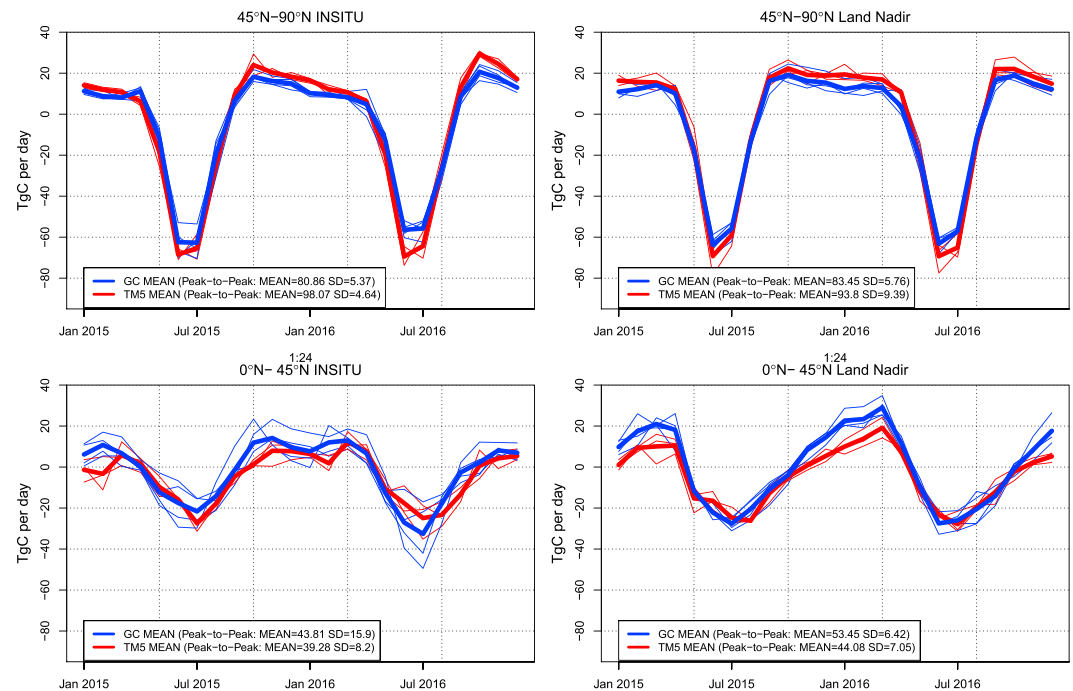 45°N−90°N INSITU
TgC per day
40
20
0
−20
−40
−60
−80
GC MEAN (Peak−to−Peak: MEAN=80.86 SD=5.37)
TM5 MEAN (Peak−to−Peak: MEAN=98.07 SD=4.64)
Jan 2015 Jul 2015 Jan 2016 Jul 2016
1:24
45°N−90°N Land Nadir
TgC per day
40
20
0
−20
−40
−60
−80
GC MEAN (Peak−to−Peak: MEAN=83.45 SD=5.76)
TM5 MEAN (Peak−to−Peak: MEAN=93.8 SD=9.39)
Jan 2015 Jul 2015 Jan 2016 Jul 2016
1:24
0°N− 45°N INSITU
TgC per day
40
20
0
−20
−40
−60
−80
GC MEAN (Peak−to−Peak: MEAN=43.81 SD=15.9)
TM5 MEAN (Peak−to−Peak: MEAN=39.28 SD=8.2)
Jan 2015 Jul 2015 Jan 2016 Jul 2016
0°N− 45°N Land Nadir
TgC per day
40
20
0
−20
−40
−60
−80
GC MEAN (Peak−to−Peak: MEAN=53.45 SD=6.42)
TM5 MEAN (Peak−to−Peak: MEAN=44.08 SD=7.05)
Jan 2015 Jul 2015 Jan 2016 Jul 2016